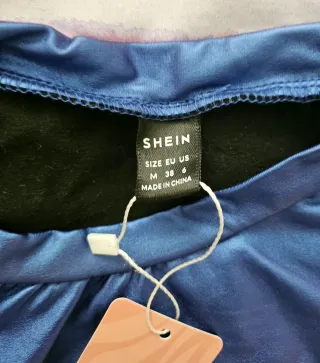 SHEIN
SIZE EU US
M 38 6
MADE IN CHINA